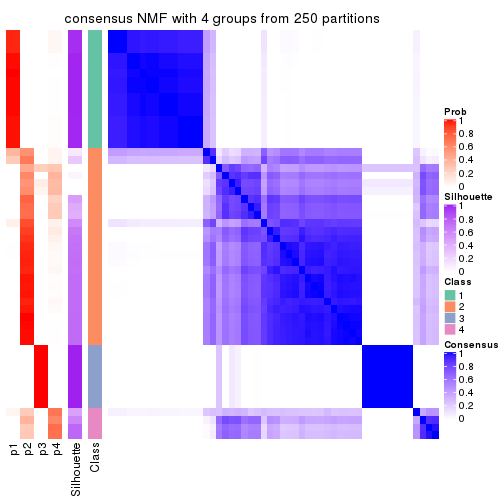 consensus NMF with 4 groups from 250 partitions
Prob
1
0.8
0.6
0.4
0.2
0
Silhouette
1
0.8
0.6
0.4
0.2
0
Class
1
2
3
4
Consensus
1
0.8
0.6
0.4
0.2
0
p1
p2
p3
p4
Silhouette
Class